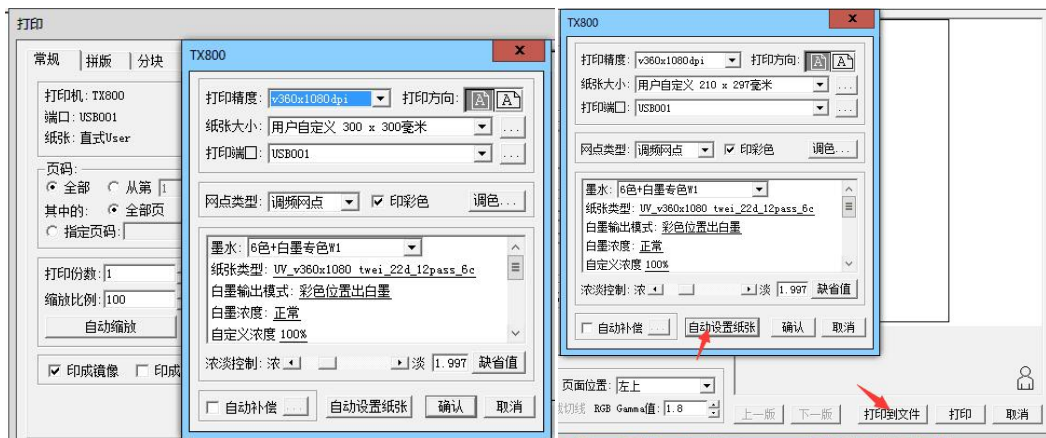 打印
常规
拼版
分块
打印机: TX800
端口: USB001
纸张: 直式User
页码:
全部
从第 1
其中的:
全部页
指定页码:
打印份数: 1
缩放比例: 100
自动缩放
印成镜像
印成
TX800
x
打印精度: v360x1080dpi
打印方向: A A
纸张大小: 用户自定义 300 x 300毫米 ...
打印端口: USB001 ...
网点类型: 调频网点
印彩色
调色...
墨水: 6色+白墨专色W1
纸张类型: UV_v360x1080 twei_22d_12pass_6c
白墨输出模式: 彩色位置出白墨
白墨浓度: 正常
自定义浓度 100%
浓淡控制: 浓
淡 1.997 缺省值
自动补偿 ... 自动设置纸张 确认 取消
TX800
x
打印精度: v360x1080dpi
打印方向: A A
纸张大小: 用户自定义 210 x 297毫米 ...
打印端口: USB001 ...
网点类型: 调频网点
印彩色
调色...
墨水: 6色+白墨专色W1
纸张类型: UV_v360x1080 twei_22d_12pass_6c
白墨输出模式: 彩色位置出白墨
白墨浓度: 正常
自定义浓度 100%
浓淡控制: 浓
淡 1.997 缺省值
自动补偿 ... 自动设置纸张 确认 取消
页面位置: 左上
裁切线 RGB Gamma值: 1.8
上一版 下一版 打印到文件 打印 取消